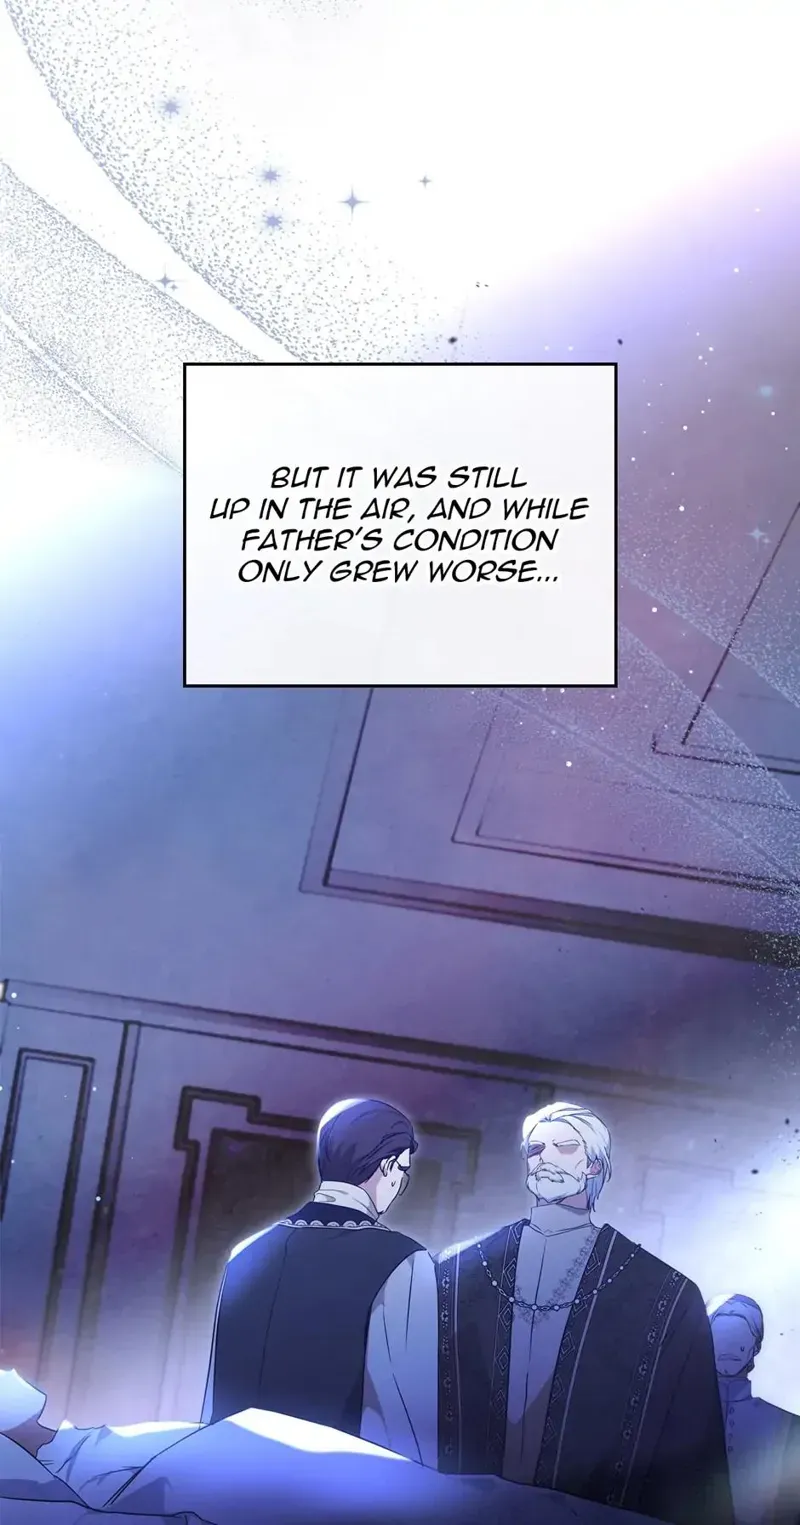 BUT IT WAS STILL
UP IN THE AIR, AND WHILE
FATHER'S CONDITION
ONLY GREW WORSE...